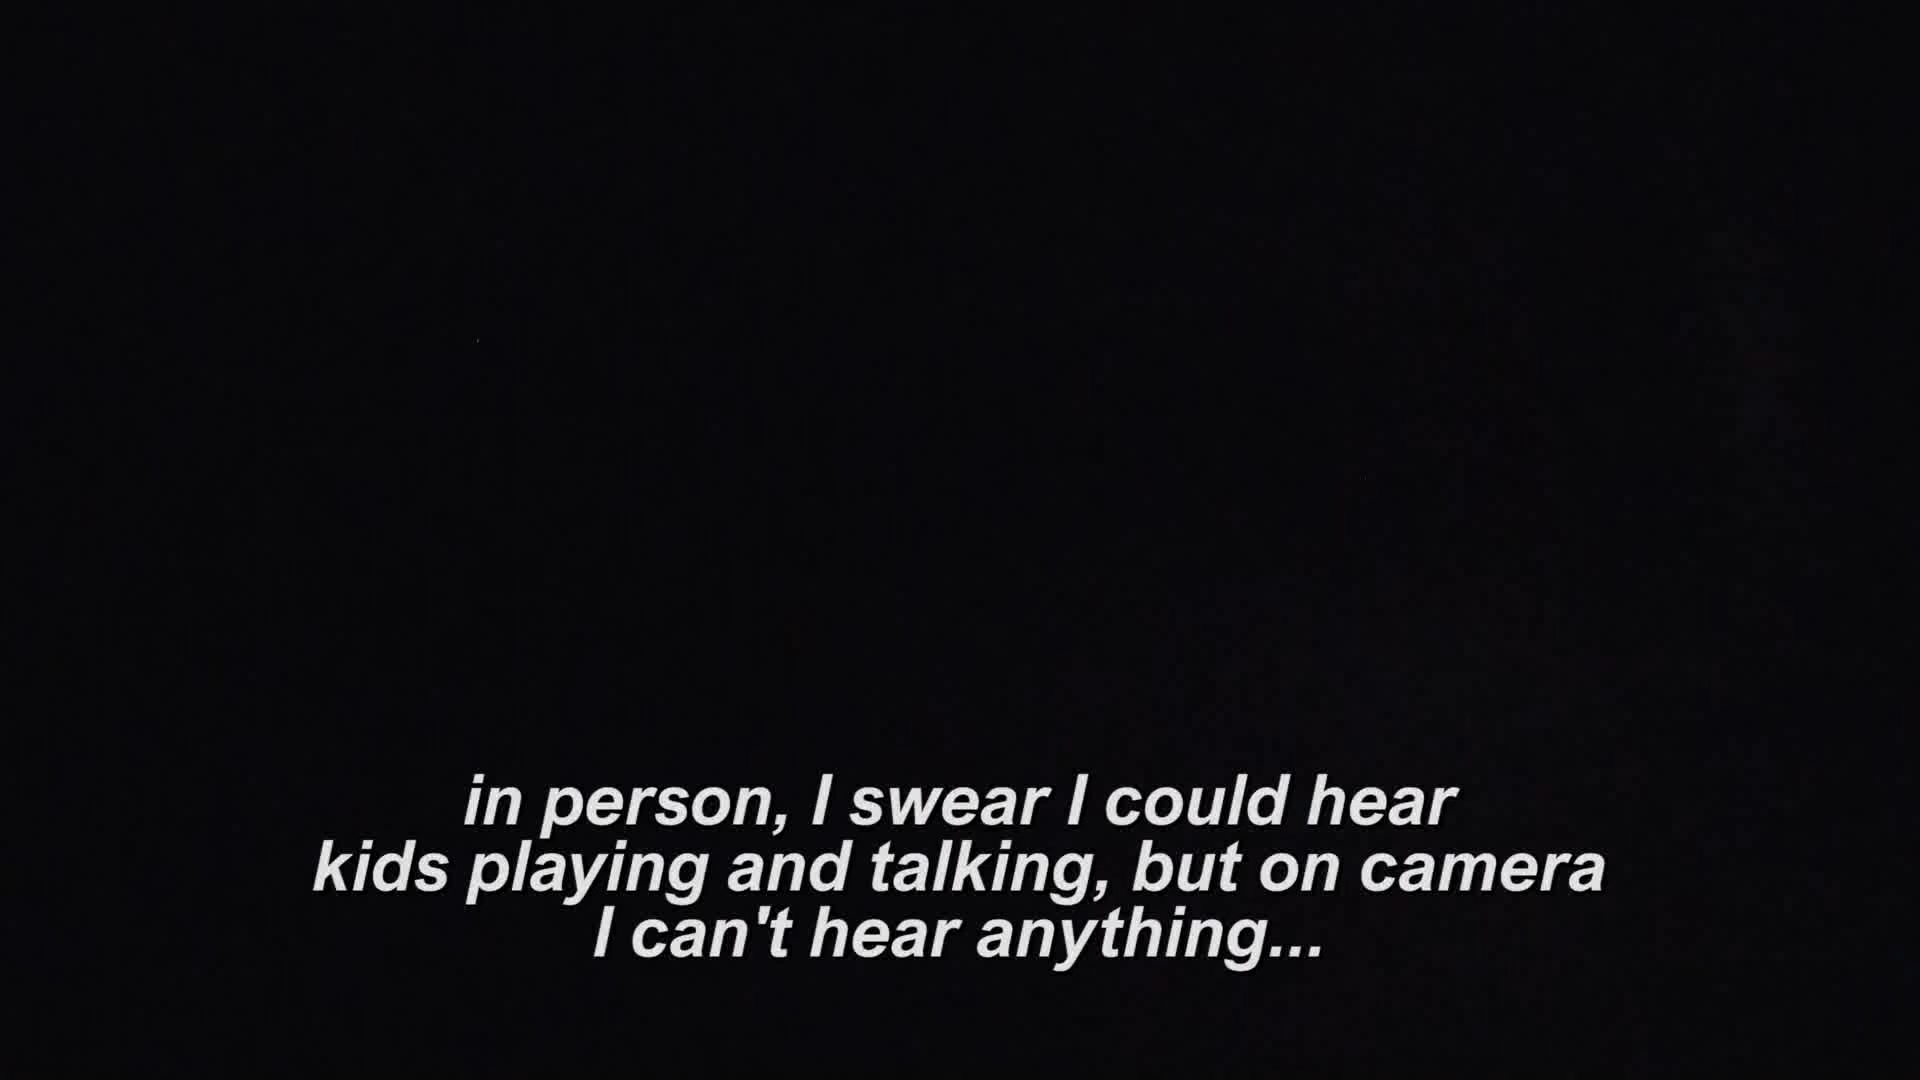 in person, I swear I could hear
kids playing and talking, but on camera
I can't hear anything...